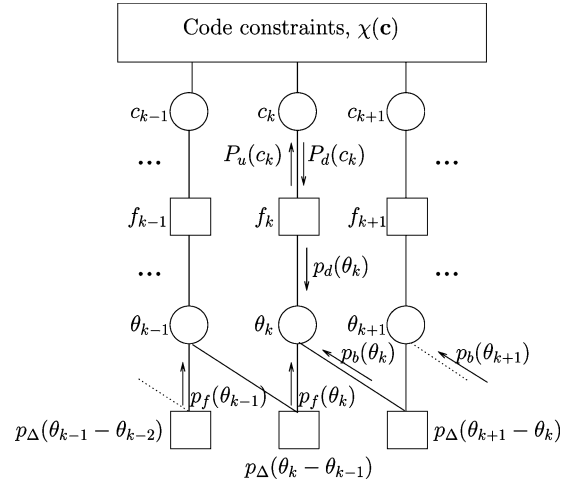 Code constraints, χ(𝐜)
c_{k−1} c_k c_{k+1}
... P_u(c_k) P_d(c_k) ...
f_{k−1} f_k f_{k+1}
... p_d(θ_k) ...
θ_{k−1} θ_k θ_{k+1}
p_b(θ_k) p_b(θ_{k+1})
p_f(θ_{k−1}) p_f(θ_k)
p_Δ(θ_{k−1} − θ_{k−2}) p_Δ(θ_{k+1} − θ_k)
p_Δ(θ_k − θ_{k−1})